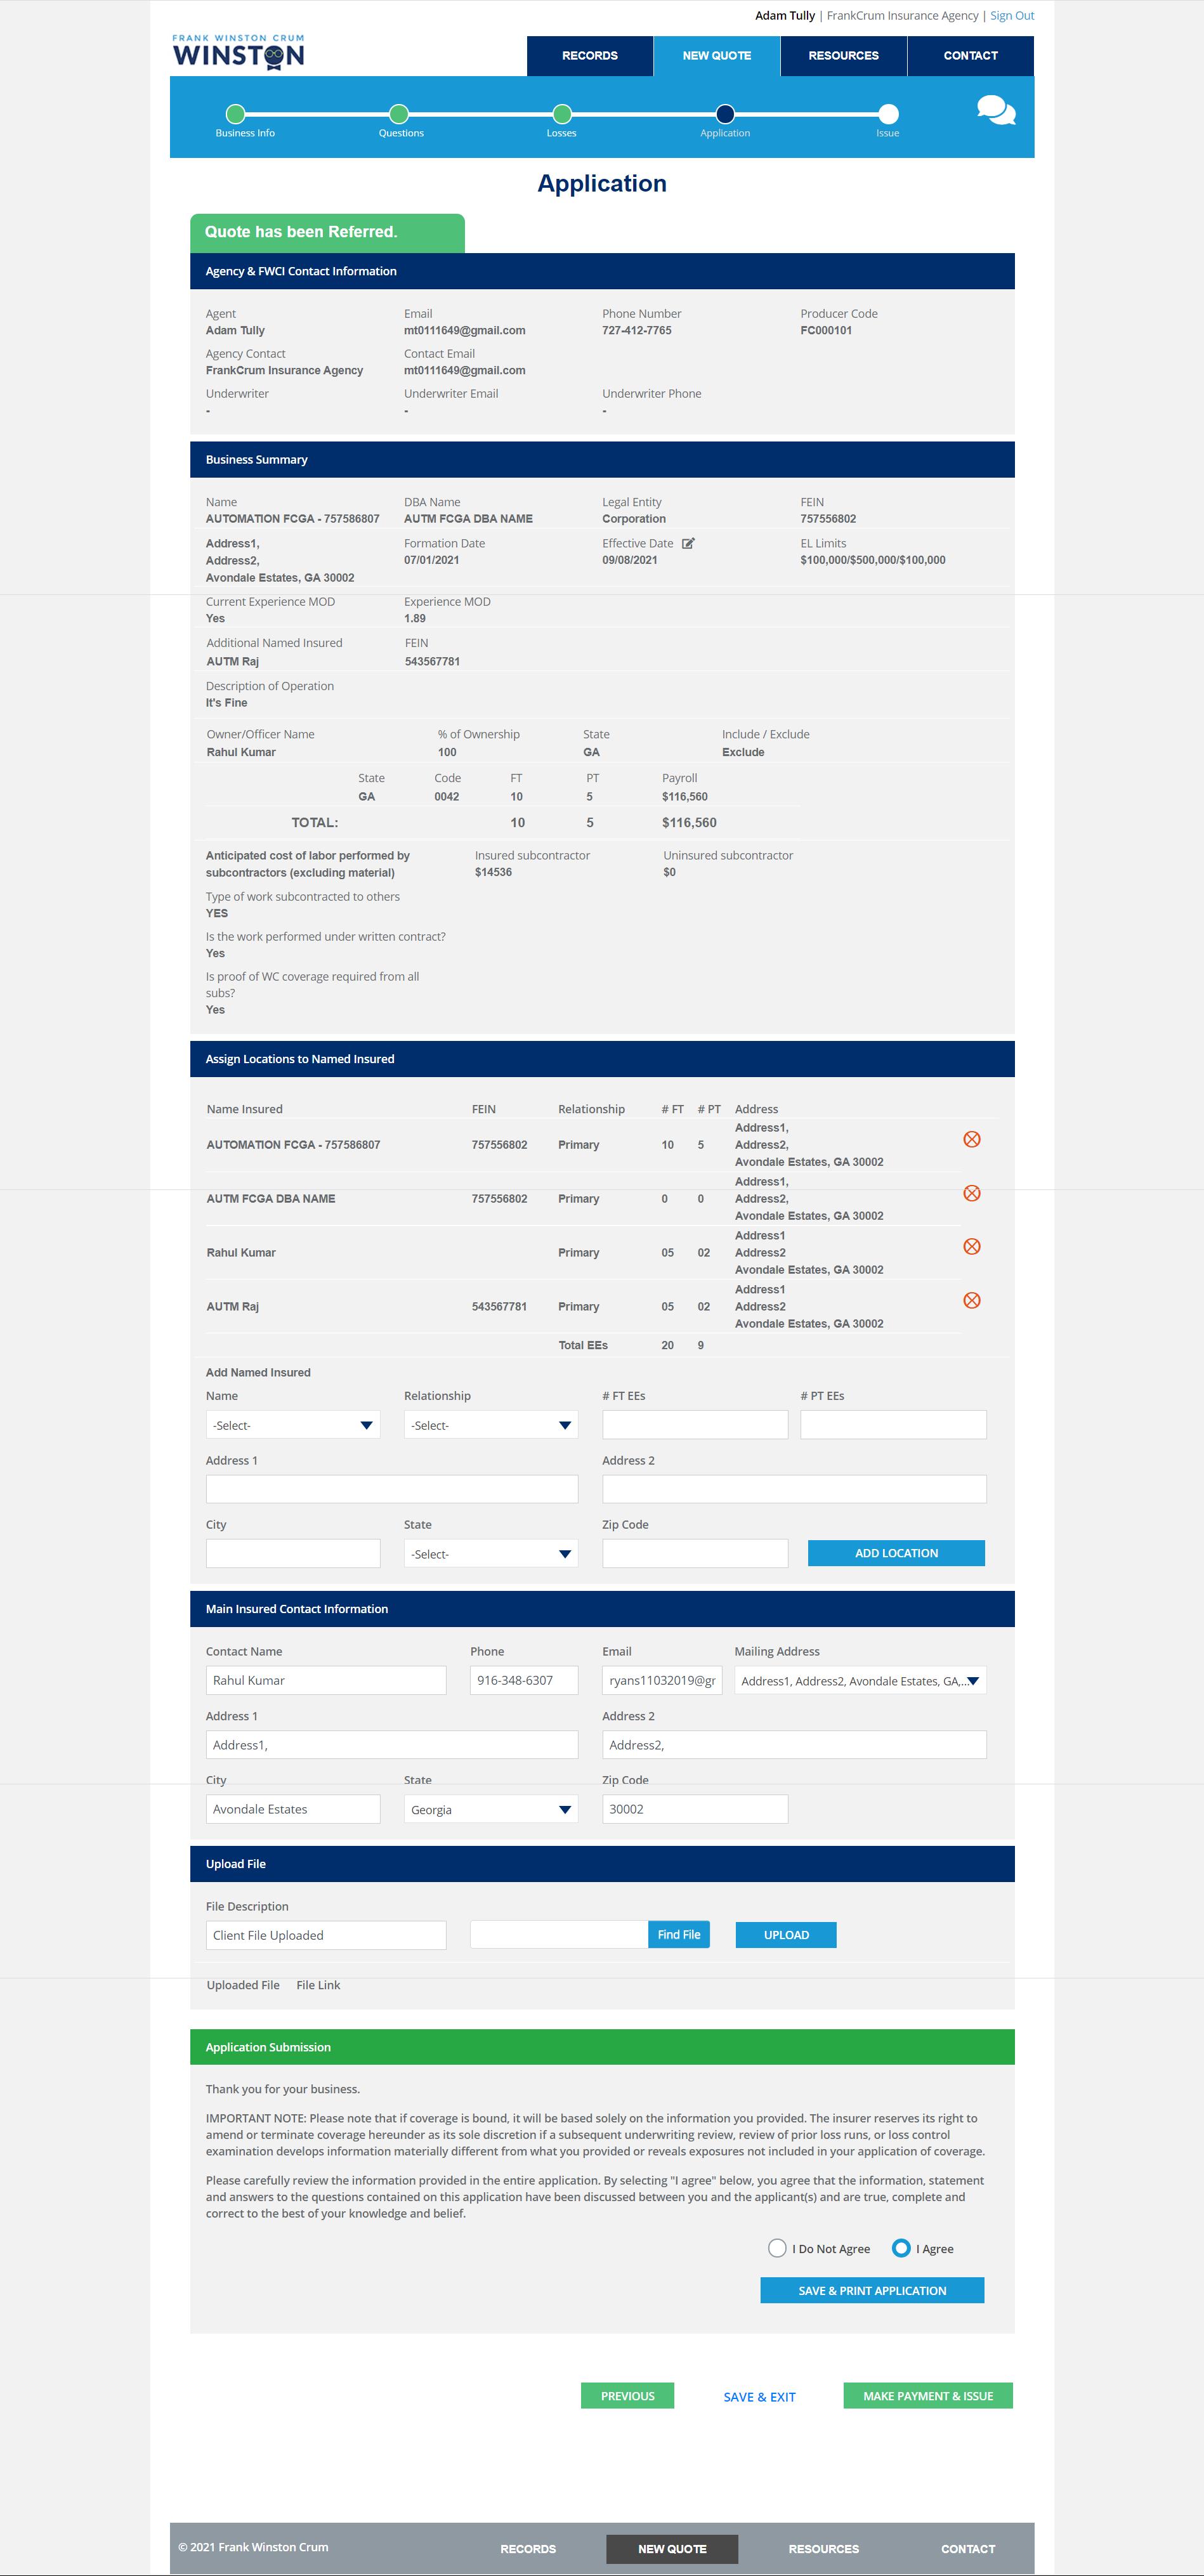 Adam Tully | FrankCrum Insurance Agency | Sign Out
FRANK WINSTON CRUM
WINSTON
RECORDS NEW QUOTE RESOURCES CONTACT
Business Info Questions Losses Application Issue
Application
Quote has been Referred.
Agency & FWCI Contact Information
Agent Email Phone Number Producer Code
Adam Tully mt0111649@gmail.com 727-412-7765 FC000101
Agency Contact Contact Email
FrankCrum Insurance Agency mt0111649@gmail.com
Underwriter Underwriter Email Underwriter Phone
- - -
Business Summary
Name DBA Name Legal Entity FEIN
AUTOMATION FCGA - 757586807 AUTM FCGA DBA NAME Corporation 757556802
Address1, Formation Date Effective Date EL Limits
Address2, 07/01/2021 09/08/2021 $100,000/$500,000/$100,000
Avondale Estates, GA 30002
Current Experience MOD Experience MOD
Yes 1.89
Additional Named Insured FEIN
AUTM Raj 543567781
Description of Operation
It's Fine
Owner/Officer Name % of Ownership State Include / Exclude
Rahul Kumar 100 GA Exclude
State Code FT PT Payroll
GA 0042 10 5 $116,560
TOTAL: 10 5 $116,560
Anticipated cost of labor performed by Insured subcontractor Uninsured subcontractor
subcontractors (excluding material) $14536 $0
Type of work subcontracted to others
YES
Is the work performed under written contract?
Yes
Is proof of WC coverage required from all
subs?
Yes
Assign Locations to Named Insured
Name Insured FEIN Relationship # FT # PT Address
Address1,
AUTOMATION FCGA - 757586807 757556802 Primary 10 5 Address2,
Avondale Estates, GA 30002
Address1,
AUTM FCGA DBA NAME 757556802 Primary 0 0 Address2,
Avondale Estates, GA 30002
Address1
Rahul Kumar Primary 05 02 Address2
Avondale Estates, GA 30002
Address1
AUTM Raj 543567781 Primary 05 02 Address2
Avondale Estates, GA 30002
Total EEs 20 9
Add Named Insured
Name Relationship # FT EEs # PT EEs
-Select- -Select-
Address 1 Address 2
City State Zip Code
-Select- ADD LOCATION
Main Insured Contact Information
Contact Name Phone Email Mailing Address
Rahul Kumar 916-348-6307 ryans11032019@gr Address1, Address2, Avondale Estates, GA,...
Address 1 Address 2
Address1, Address2,
City State Zip Code
Avondale Estates Georgia 30002
Upload File
File Description
Client File Uploaded Find File UPLOAD
Uploaded File File Link
Application Submission
Thank you for your business.
IMPORTANT NOTE: Please note that if coverage is bound, it will be based solely on the information you provided. The insurer reserves its right to
amend or terminate coverage hereunder as its sole discretion if a subsequent underwriting review, review of prior loss runs, or loss control
examination develops information materially different from what you provided or reveals exposures not included in your application of coverage.
Please carefully review the information provided in the entire application. By selecting "I agree" below, you agree that the information, statement
and answers to the questions contained on this application have been discussed between you and the applicant(s) and are true, complete and
correct to the best of your knowledge and belief.
I Do Not Agree I Agree
SAVE & PRINT APPLICATION
PREVIOUS SAVE & EXIT MAKE PAYMENT & ISSUE
© 2021 Frank Winston Crum RECORDS NEW QUOTE RESOURCES CONTACT